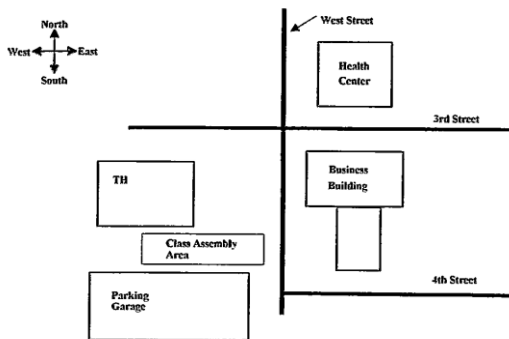 North
West
East
South
West Street
Health
Center
3rd Street
TH
Business
Building
Class Assembly
Area
4th Street
Parking
Garage